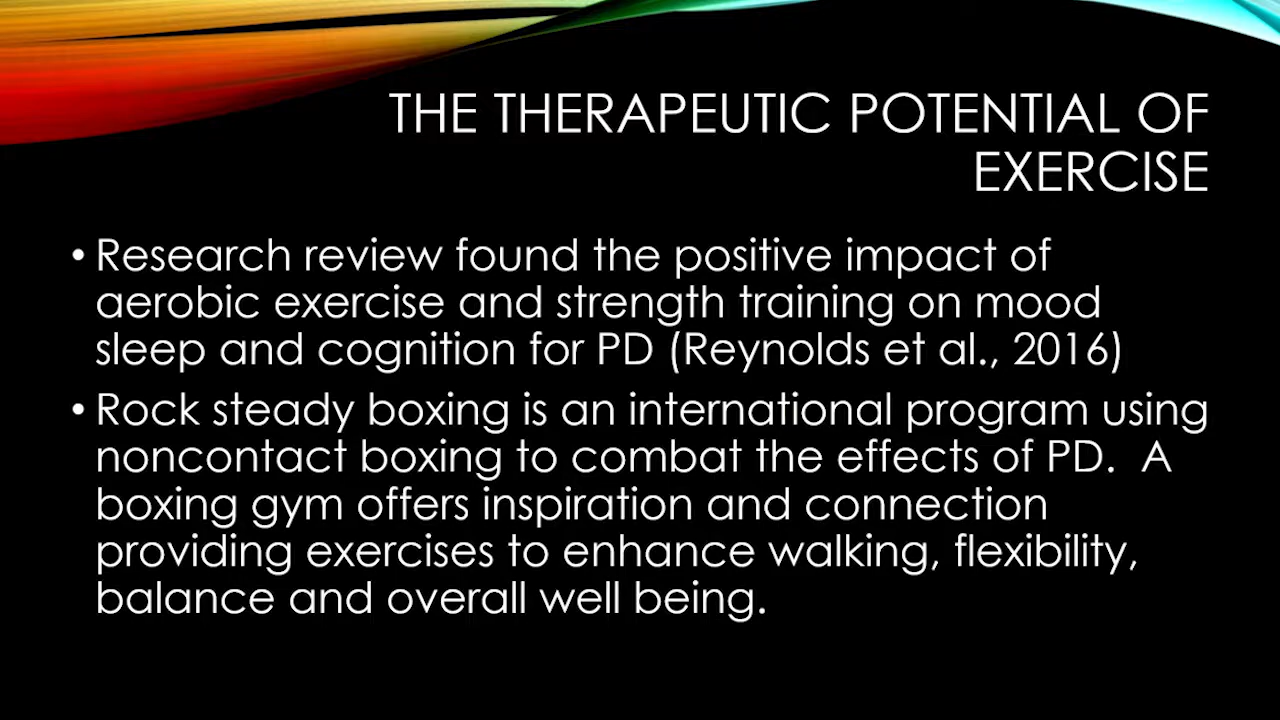 THE THERAPEUTIC POTENTIAL OF
EXERCISE
• Research review found the positive impact of
aerobic exercise and strength training on mood
sleep and cognition for PD (Reynolds et al., 2016)
• Rock steady boxing is an international program using
noncontact boxing to combat the effects of PD.  A
boxing gym offers inspiration and connection
providing exercises to enhance walking, flexibility,
balance and overall well being.